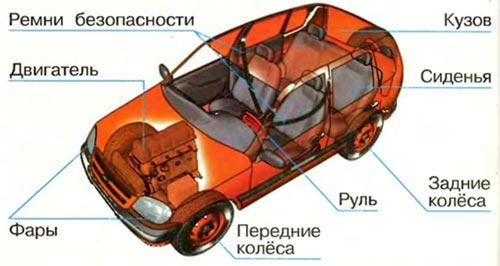 Ремни безопасности
Кузов
Двигатель
Сиденья
Руль
Задние
колёса
Фары
Передние
колёса